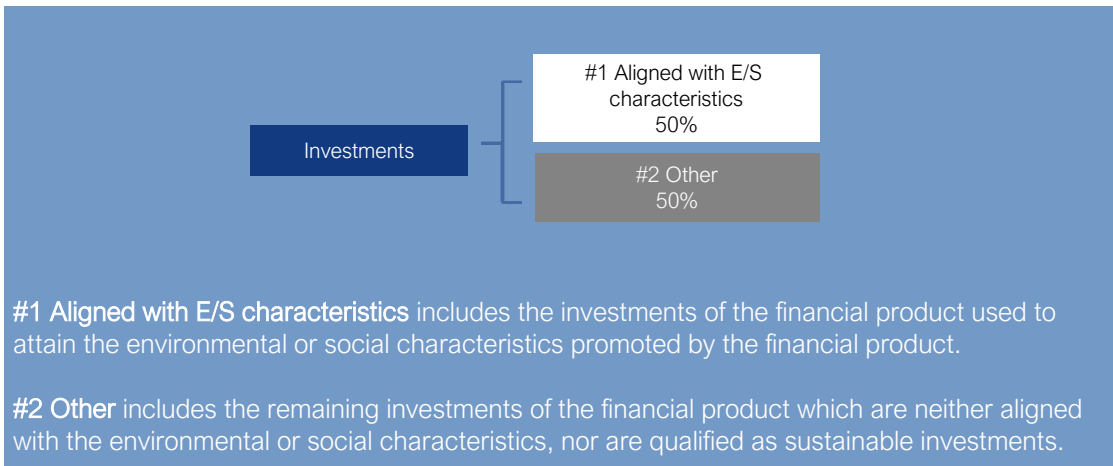 #1 Aligned with E/S
characteristics
50%
Investments
#2 Other
50%
#1 Aligned with E/S characteristics includes the investments of the financial product used to
attain the environmental or social characteristics promoted by the financial product.
#2 Other includes the remaining investments of the financial product which are neither aligned
with the environmental or social characteristics, nor are qualified as sustainable investments.